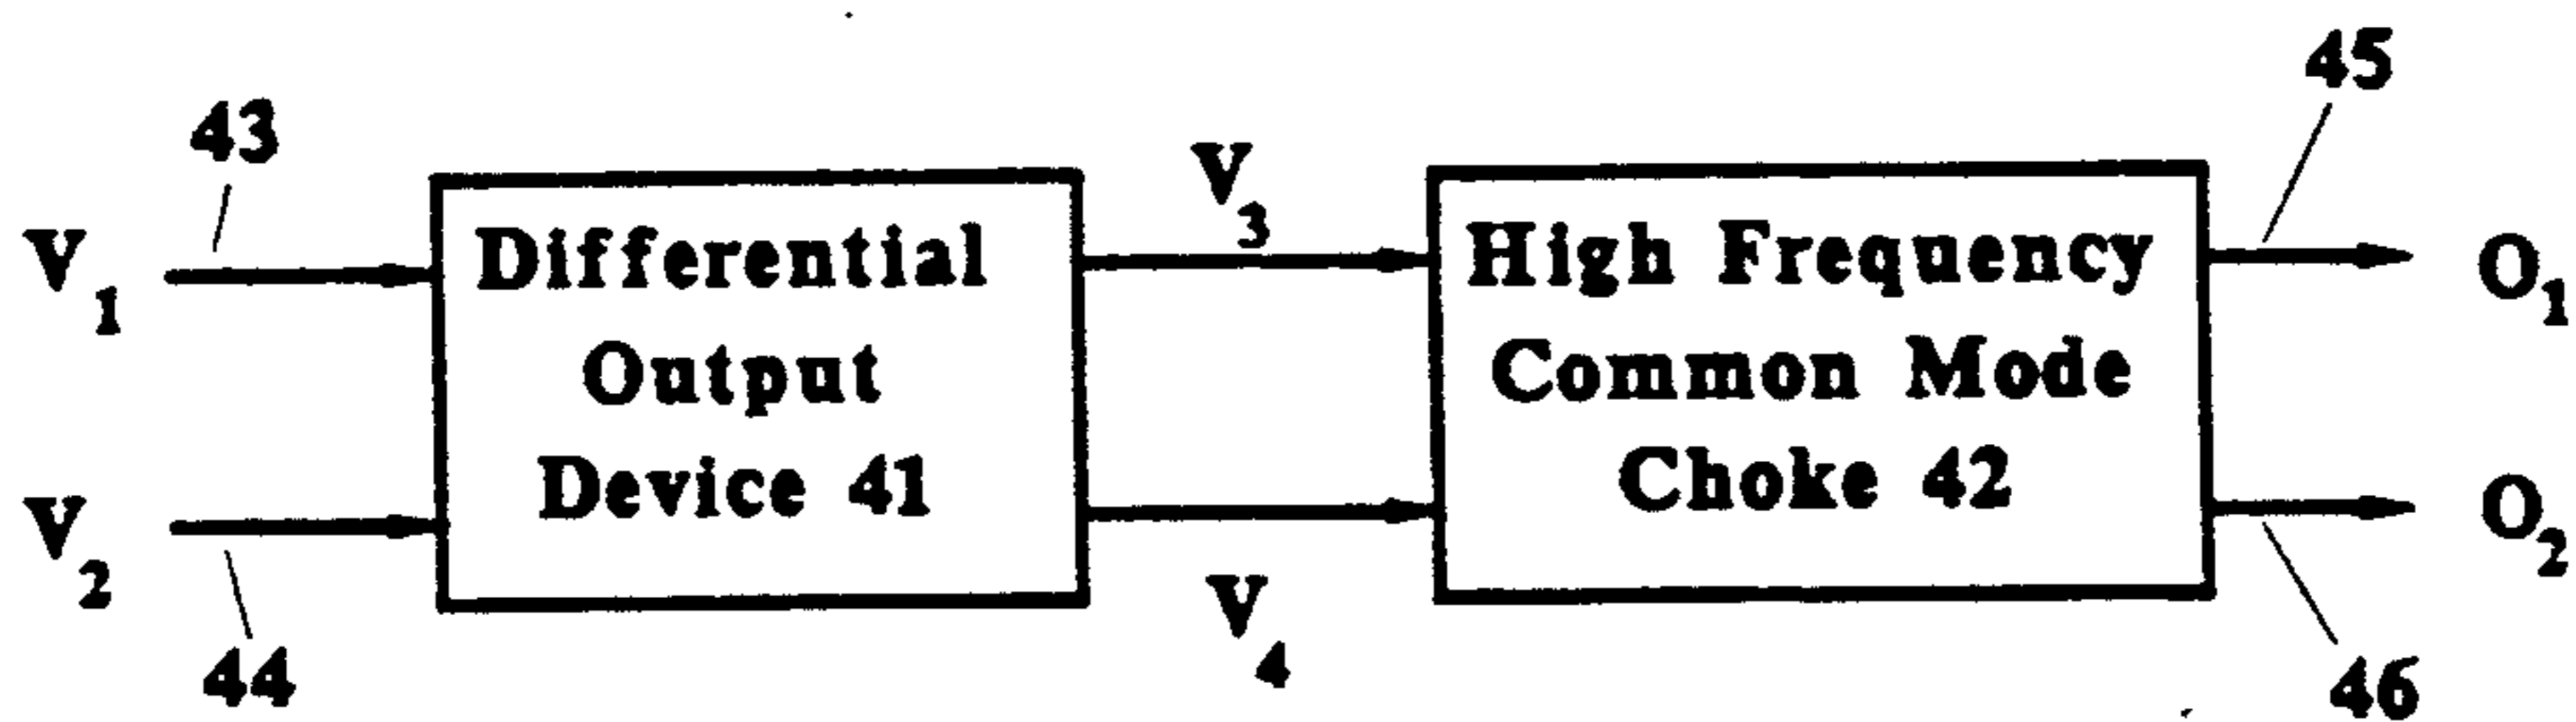 43
V1
V2
44
Differential
Output
Device 41
V3
V4
High Frequency
Common Mode
Choke 42
45
O1
O2
46